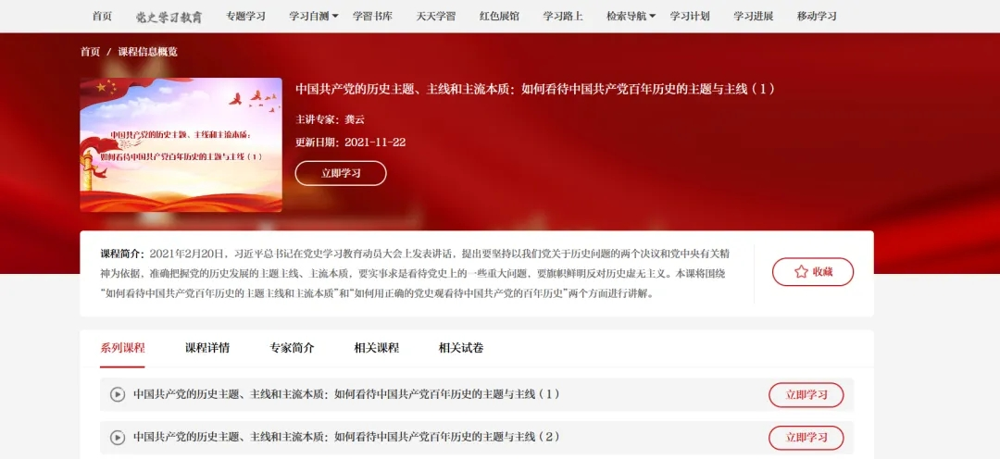 首页 党史学习教育 专题学习 学习自测 学習书库 天天学習 红色展馆 学习路上 检索导航 学习计划 学习进展 移动学习
首页 / 课程信息概览
中国共产党的历史主题、主线和主流本质：
如何看待中国共产党百年历史的主题与主线（1）
中国共产党的历史主题、主线和主流本质：如何看待中国共产党百年历史的主题与主线（1）
主讲专家：龚云
更新日期：2021-11-22
立即学习
课程简介：2021年2月20日，习近平总书记在党史学习教育动员大会上发表讲话，提出要坚持以我们党关于历史问题的两个决议和党中央有关精
神为依据，准确把握党的历史发展的主题主线、主流本质，要实事求是看待党史上的一些重大问题，要旗帜鲜明反对历史虚无主义。本课将围绕
“如何看待中国共产党百年历史的主题主线和主流本质”和“如何用正确的党史观看待中国共产党的百年历史”两个方面进行讲解。
收藏
系列课程 课程详情 专家简介 相关课程 相关试卷
中国共产党的历史主题、主线和主流本质：如何看待中国共产党百年历史的主题与主线（1） 立即学习
中国共产党的历史主题、主线和主流本质：如何看待中国共产党百年历史的主题与主线（2） 立即学习